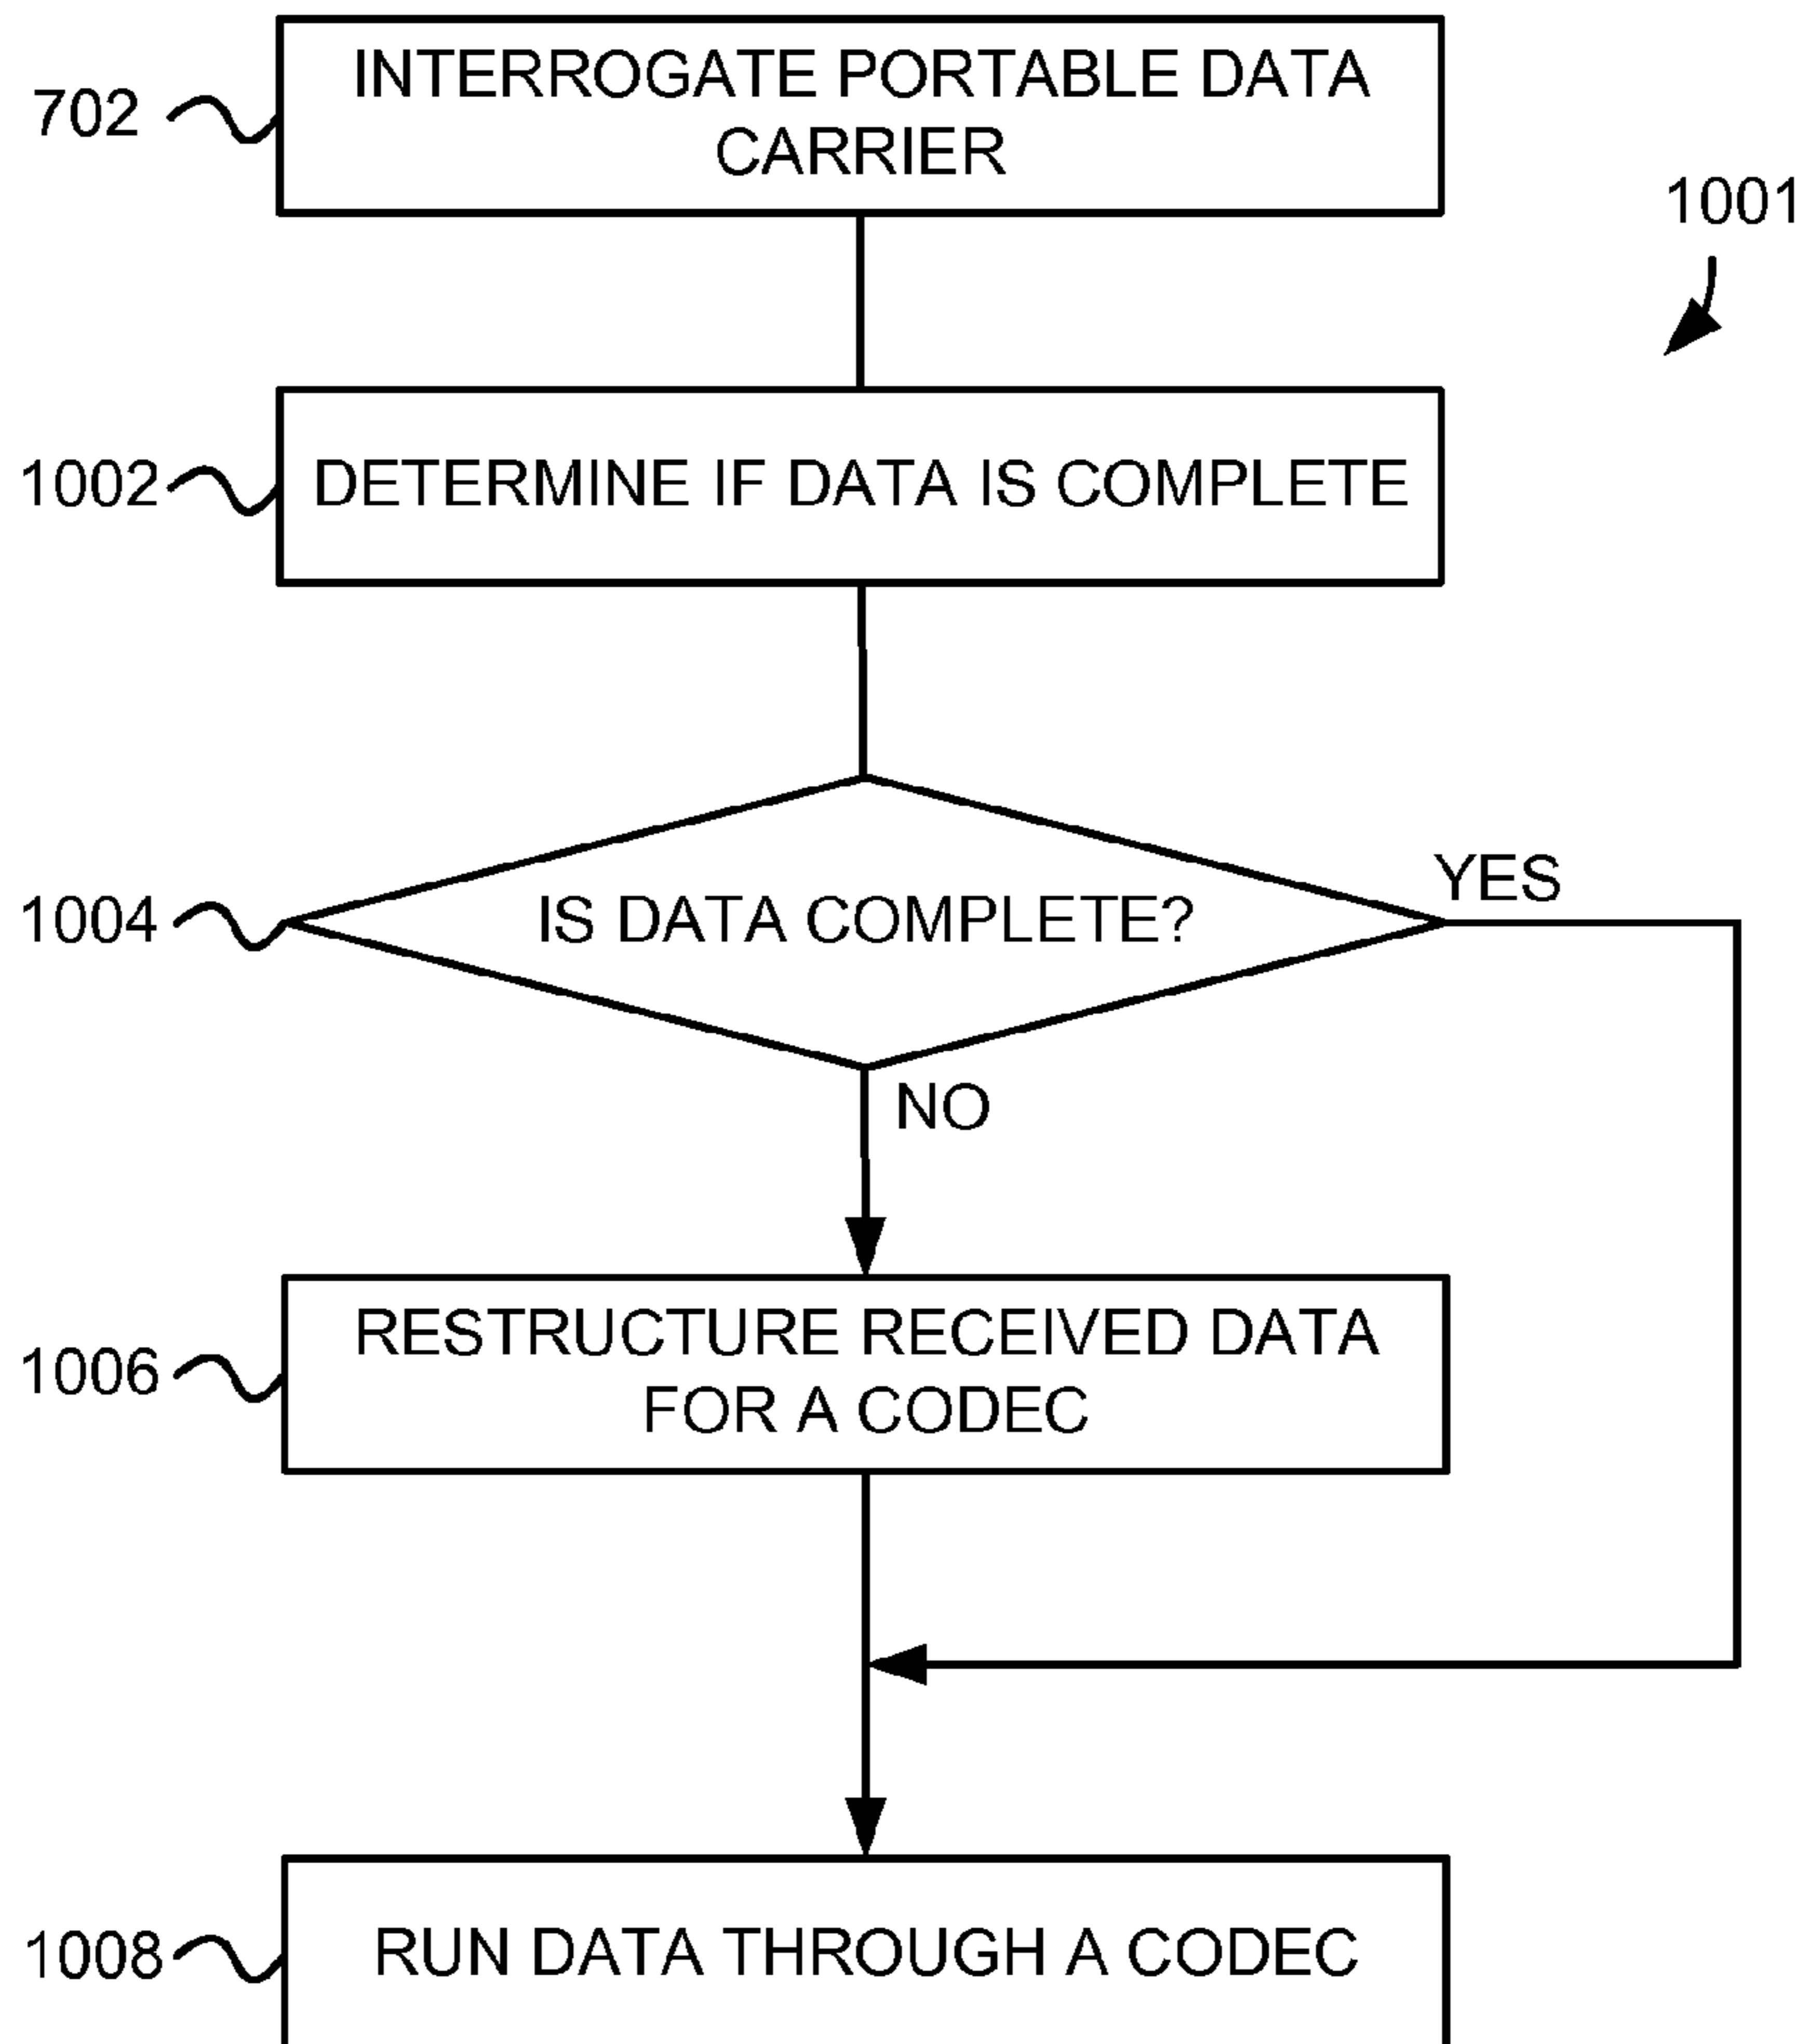 INTERROGATE PORTABLE DATA
CARRIER
702
1001
1002
DETERMINE IF DATA IS COMPLETE
YES
1004
IS DATA COMPLETE?
NO
RESTRUCTURE RECEIVED DATA
FOR A CODEC
1006
1008
RUN DATA THROUGH A CODEC